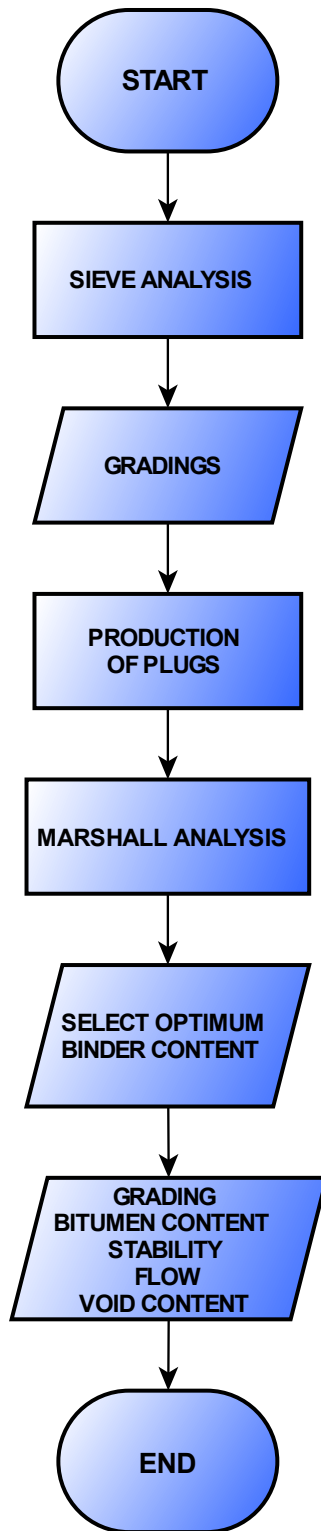 START
SIEVE ANALYSIS
GRADINGS
PRODUCTION
OF PLUGS
MARSHALL ANALYSIS
SELECT OPTIMUM
BINDER CONTENT
GRADING
BITUMEN CONTENT
STABILITY
FLOW
VOID CONTENT
END